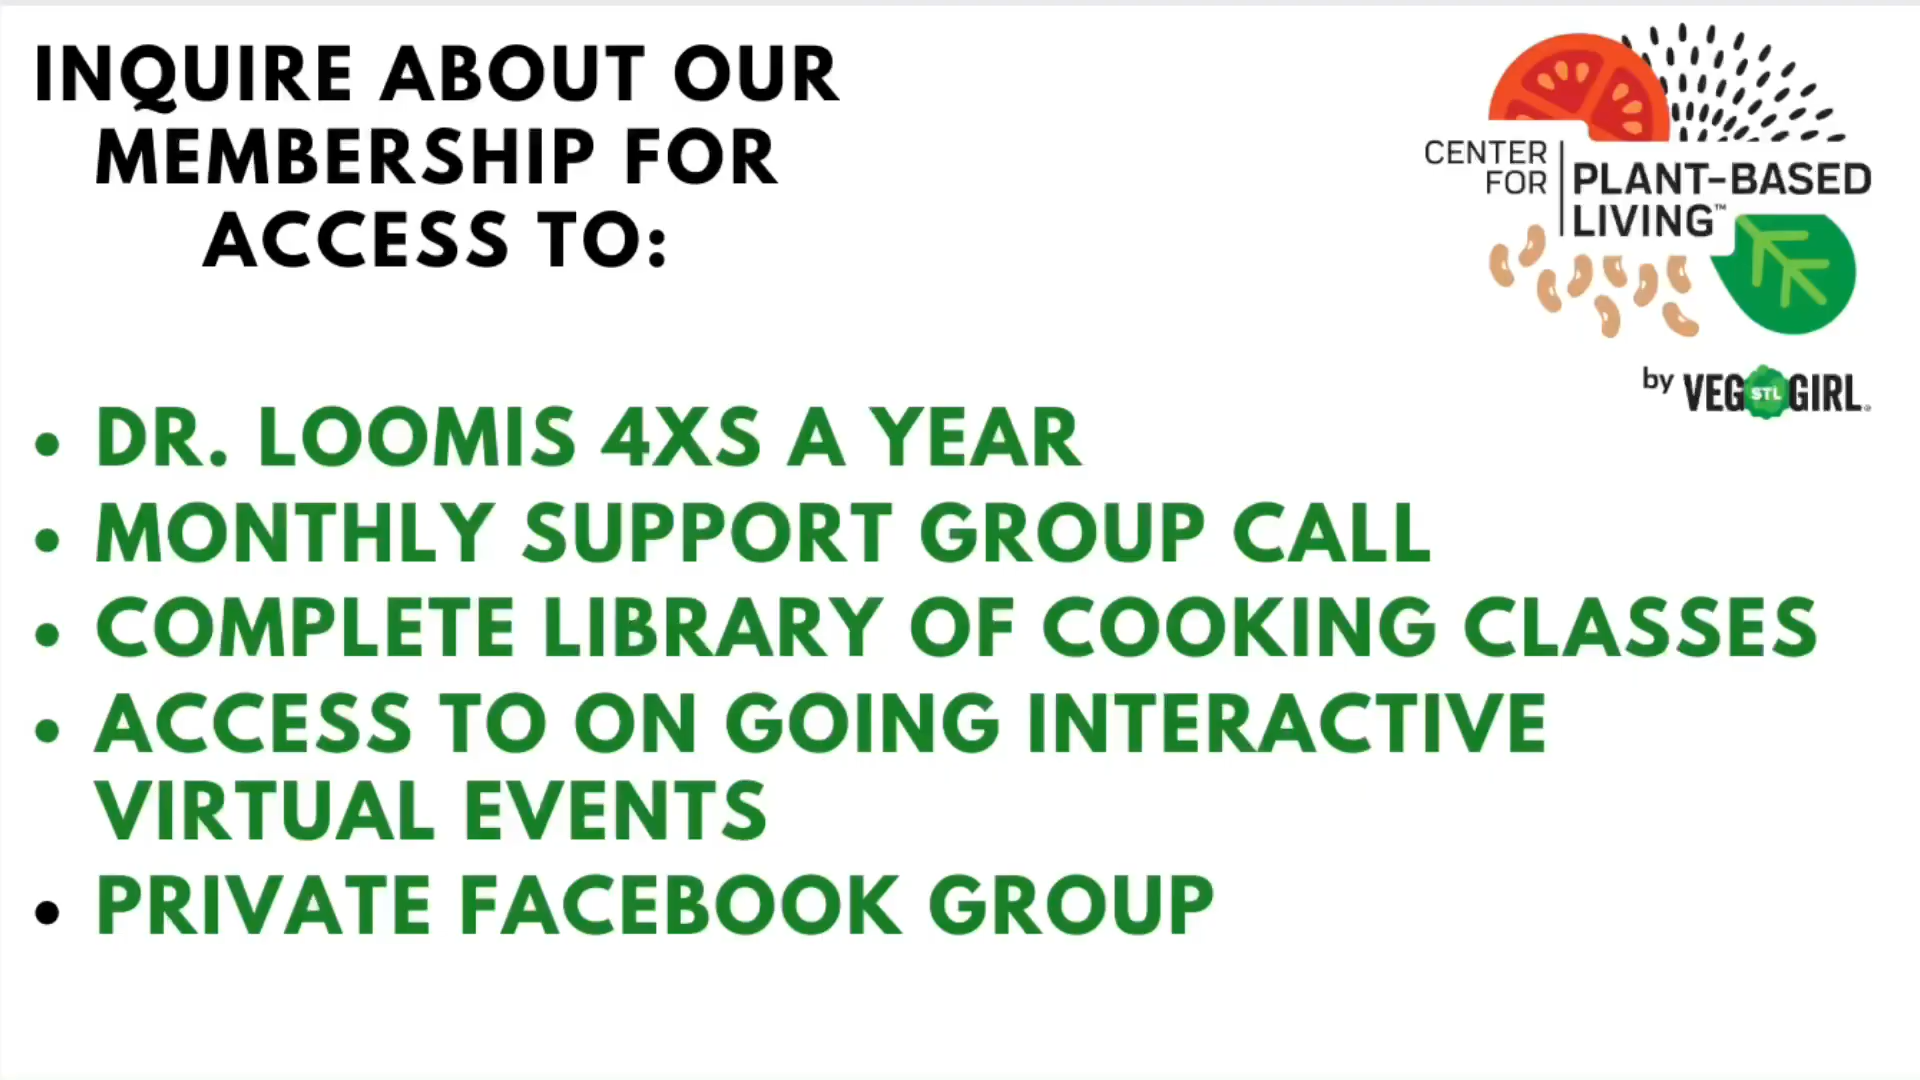 INQUIRE ABOUT OUR
MEMBERSHIP FOR
ACCESS TO:
CENTER
FOR
PLANT-BASED
LIVING™
by VEG STL GIRL®
• DR. LOOMIS 4XS A YEAR
• MONTHLY SUPPORT GROUP CALL
• COMPLETE LIBRARY OF COOKING CLASSES
• ACCESS TO ON GOING INTERACTIVE
VIRTUAL EVENTS
• PRIVATE FACEBOOK GROUP